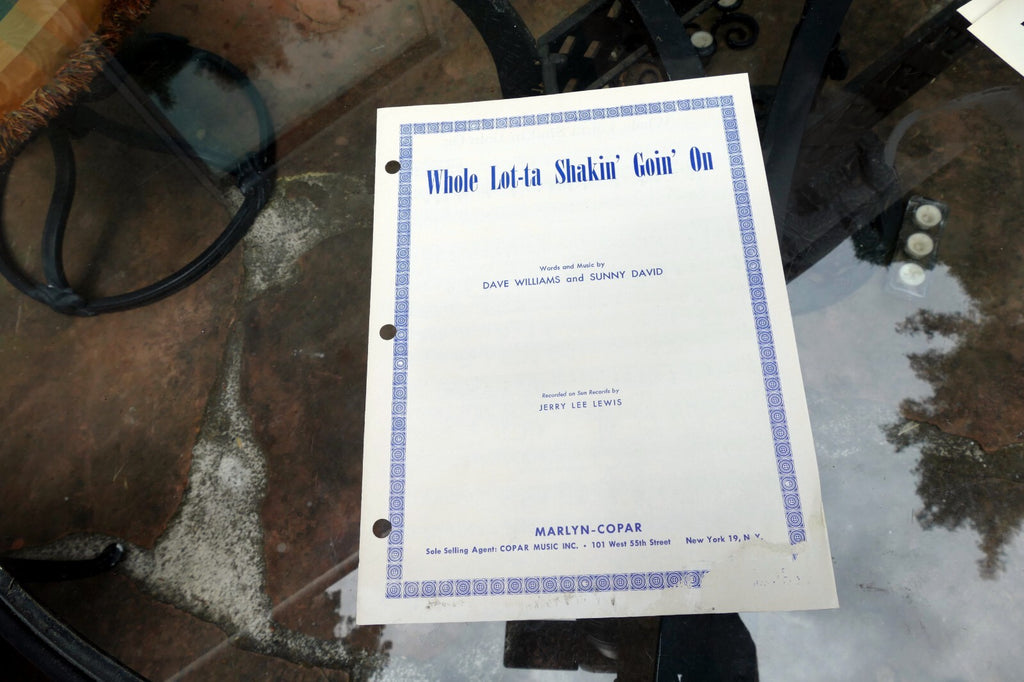 Whole Lot-ta Shakin' Goin' On
Words and Music by
DAVE WILLIAMS and SUNNY DAVID
Recorded on Sun Records by
JERRY LEE LEWIS
MARLYN-COPAR
Sole Selling Agent: COPAR MUSIC INC. • 101 West 55th Street New York 19, N. Y.